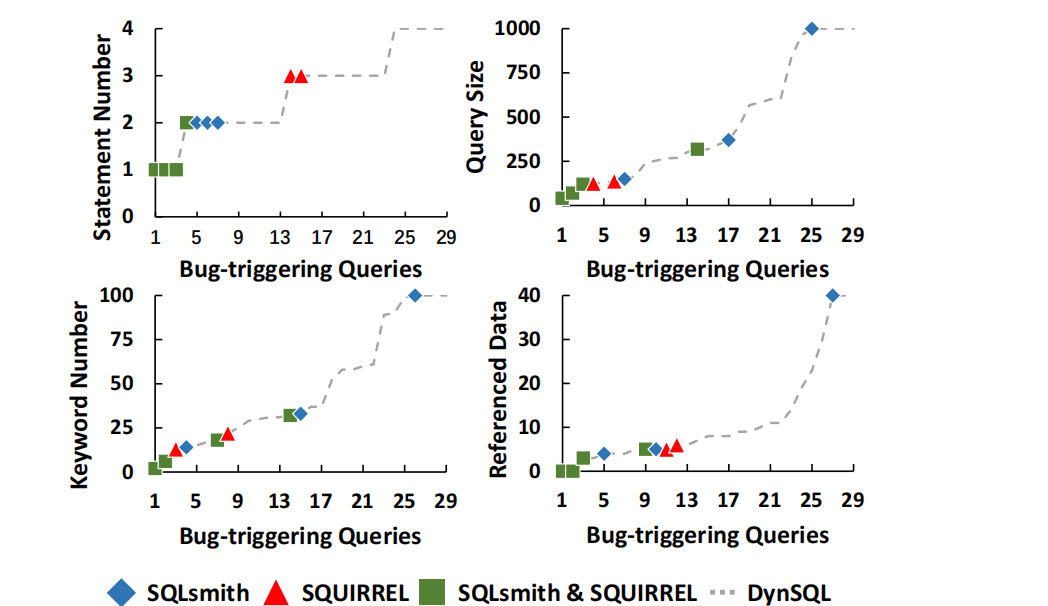 Statement Number
4
3
2
1
0
1 5 9 13 17 21 25 29
Bug-triggering Queries
Query Size
1000
750
500
250
0
1 5 9 13 17 21 25 29
Bug-triggering Queries
Keyword Number
100
75
50
25
0
1 5 9 13 17 21 25 29
Bug-triggering Queries
Referenced Data
40
30
20
10
0
1 5 9 13 17 21 25 29
Bug-triggering Queries
SQLsmith SQUIRREL SQLsmith & SQUIRREL DynSQL